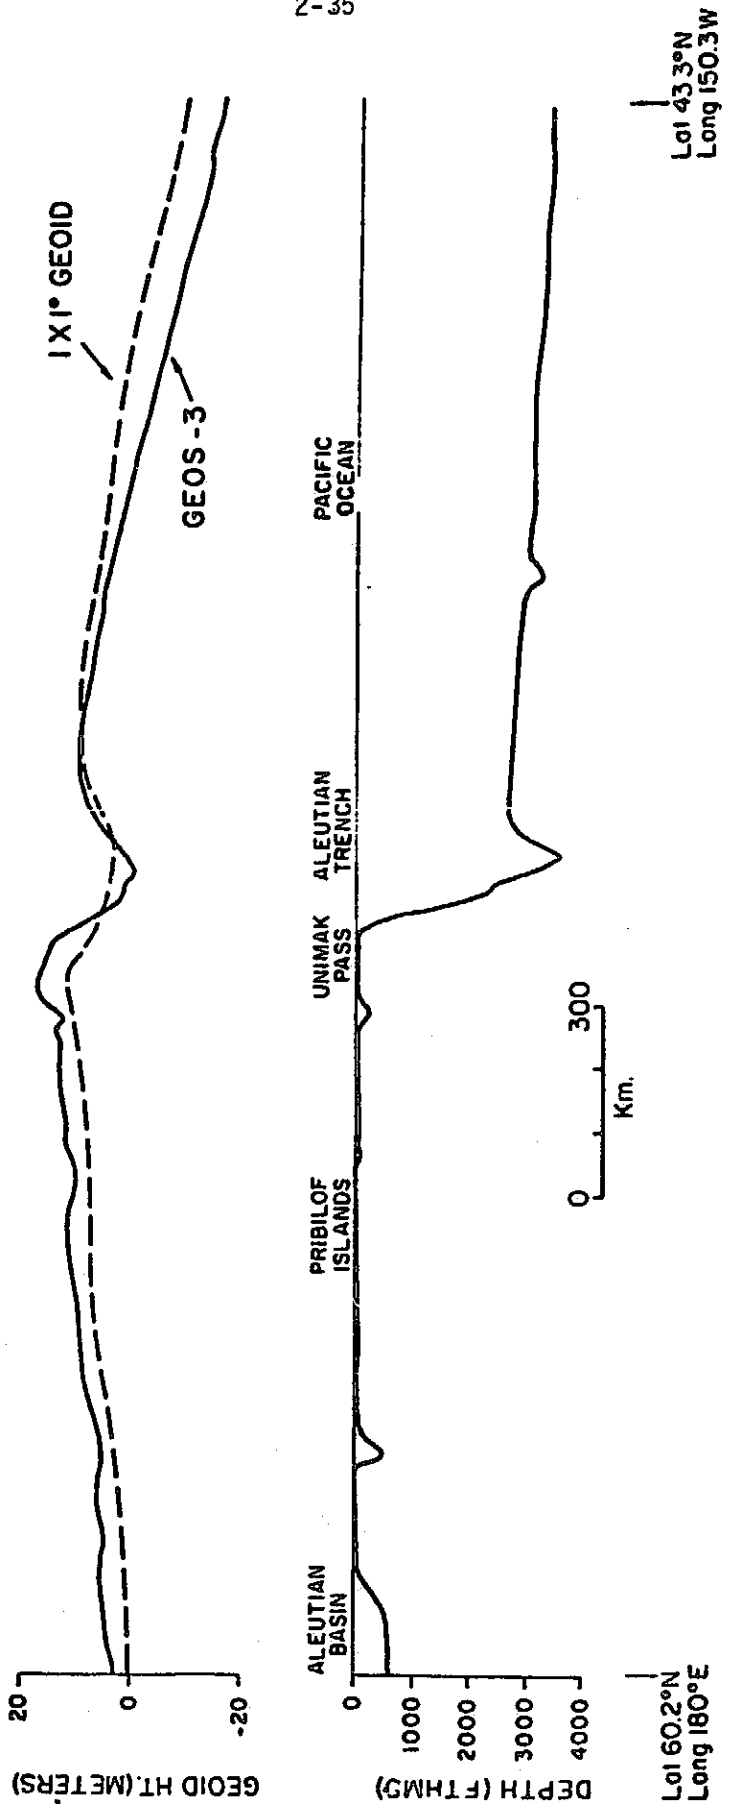 2-35
GEOID HT. (METERS)
20
0
-20
1 X 1° GEOID
GEOS-3
DEPTH (FTHMS)
0
1000
2000
3000
4000
ALEUTIAN
BASIN
PRIBILOF
ISLANDS
UNIMAK
PASS
ALEUTIAN
TRENCH
PACIFIC
OCEAN
0
300
Km.
Lat 60.2°N
Long 180°E
Lat 43 3°N
Long 150.3W